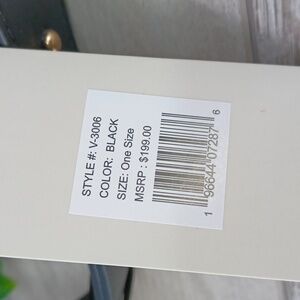 STYLE #: V-3006
COLOR: BLACK
SIZE: One Size
MSRP : $199.00
1 96644 07287 6